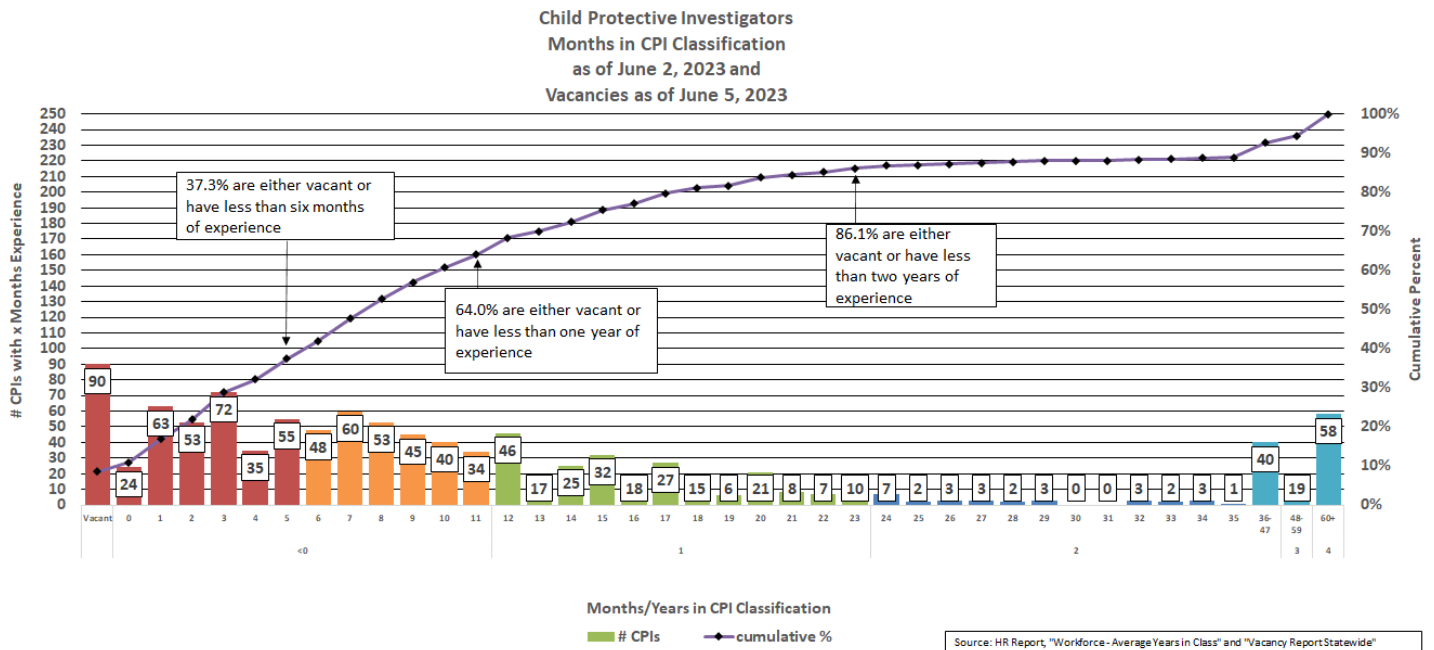 Child Protective Investigators
Months in CPI Classification
as of June 2, 2023 and
Vacancies as of June 5, 2023
# CPIs with x Months Experience
250
240
230
220
210
200
190
180
170
160
150
140
130
120
110
100
90
80
70
60
50
40
30
20
10
0
37.3% are either vacant or
have less than six months
of experience
64.0% are either vacant or
have less than one year of
experience
86.1% are either
vacant or have less
than two years of
experience
90 24 63 53 72 35 55 48 60 53 45 40 34 46 17 25 32 18 27 15 6 21 8 7 10 7 2 3 3 2 3 0 0 3 2 3 1 40 19 58
100%
90%
80%
70%
60%
50%
40%
30%
20%
10%
0%
Cumulative Percent
Vacant 0 1 2 3 4 5 6 7 8 9 10 11 12 13 14 15 16 17 18 19 20 21 22 23 24 25 26 27 28 29 30 31 32 33 34 35 36-47 48-59 60+
<0 1 2 3 4
Months/Years in CPI Classification
# CPIs cumulative %
Source: HR Report, "Workforce - Average Years in Class" and "Vacancy Report Statewide"